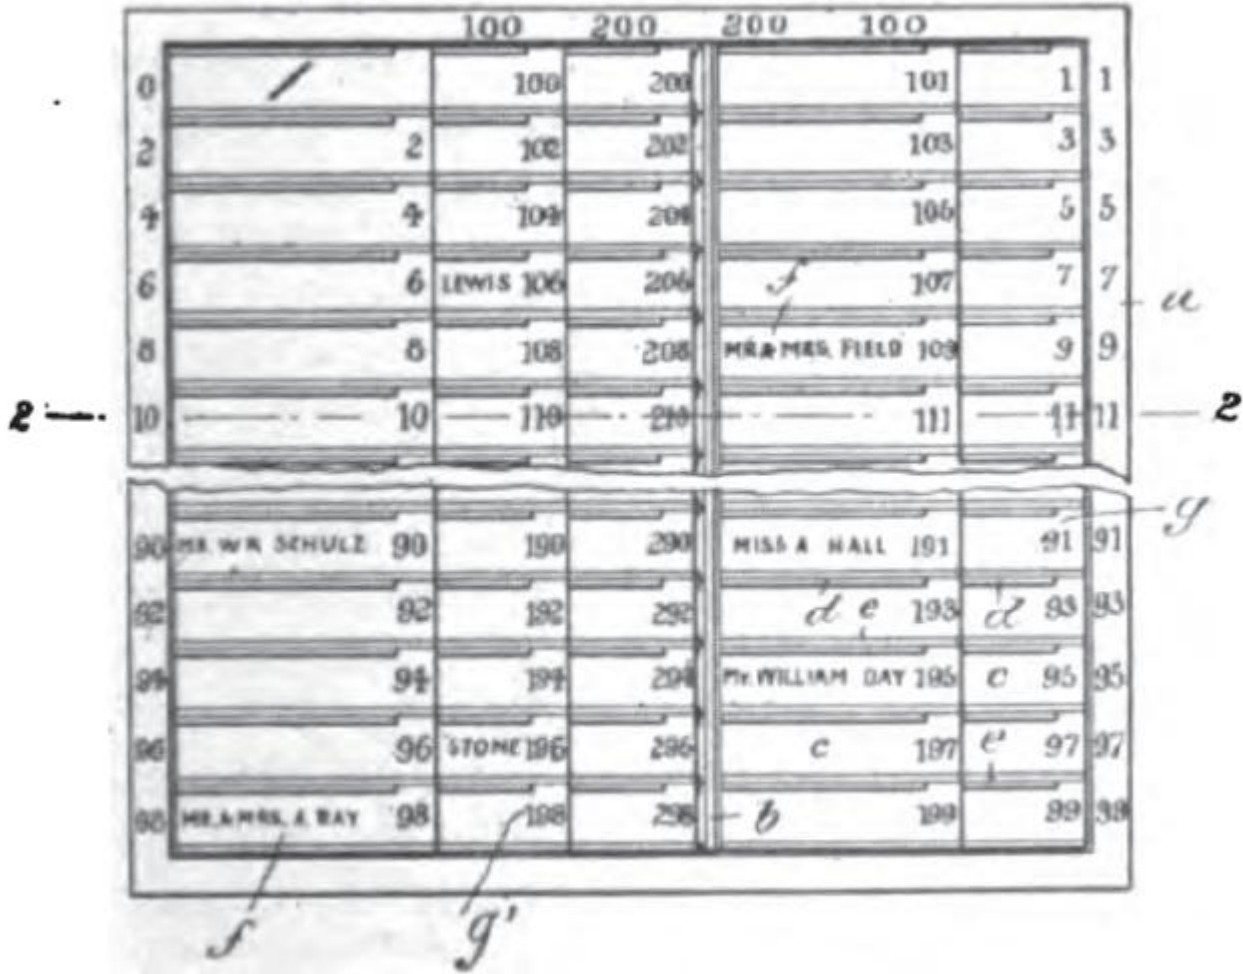 100 200 200 100
0 100 200 101 1 1
2 2 102 202 103 3 3
4 4 104 204 105 5 5
6 6 LEWIS 106 206 f 107 7 7
a
8 8 108 208 MR & MRS. FIELD 109 9 9
2 10 10 110 210 111 11 11 2
g
90 MR. WR SCHULZ 90 190 290 MISS A HALL 191 91 91
92 92 192 292 d e 193 d 93 93
94 94 194 294 Mr. WILLIAM DAY 195 c 95 95
96 96 STONE 196 296 c 197 e' 97 97
98 MR. & MRS. A. DAY 98 198 298 b 199 99 99
f g'